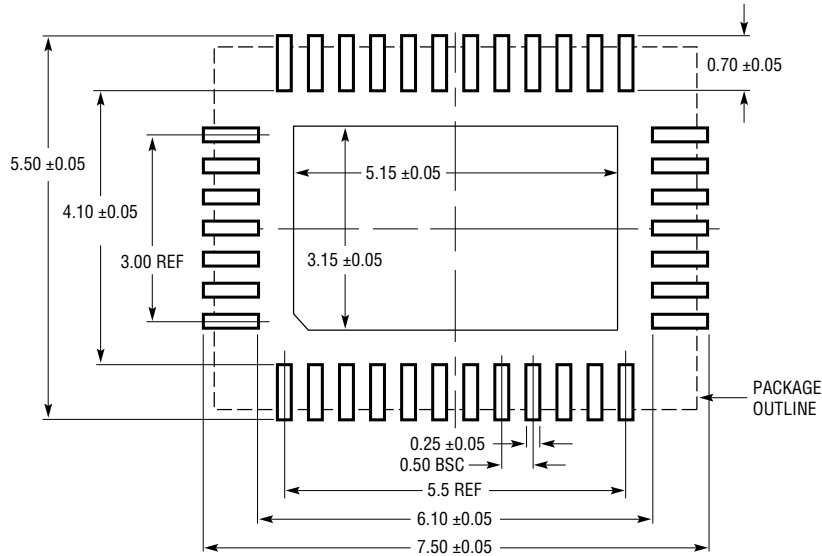 0.70 ±0.05
5.50 ±0.05
5.15 ±0.05
4.10 ±0.05
3.00 REF
3.15 ±0.05
PACKAGE
OUTLINE
0.25 ±0.05
0.50 BSC
5.5 REF
6.10 ±0.05
7.50 ±0.05